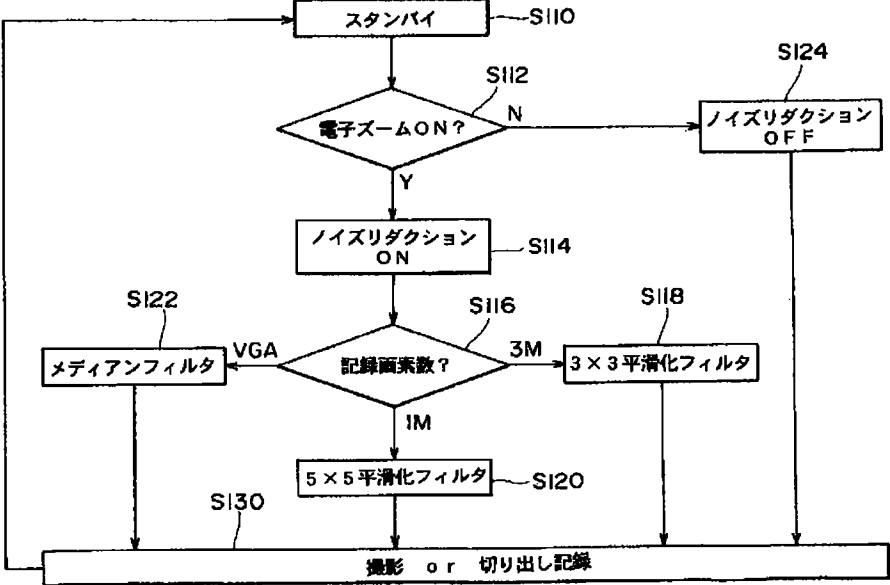 スタンバイ
S110
S112
電子ズームON?
N
S124
ノイズリダクション
OFF
Y
ノイズリダクション
ON
S114
S122
S116
S118
VGA
3M
メディアンフィルタ
記録画素数?
3×3平滑化フィルタ
1M
5×5平滑化フィルタ
S120
S130
撮影 or 切り出し記録